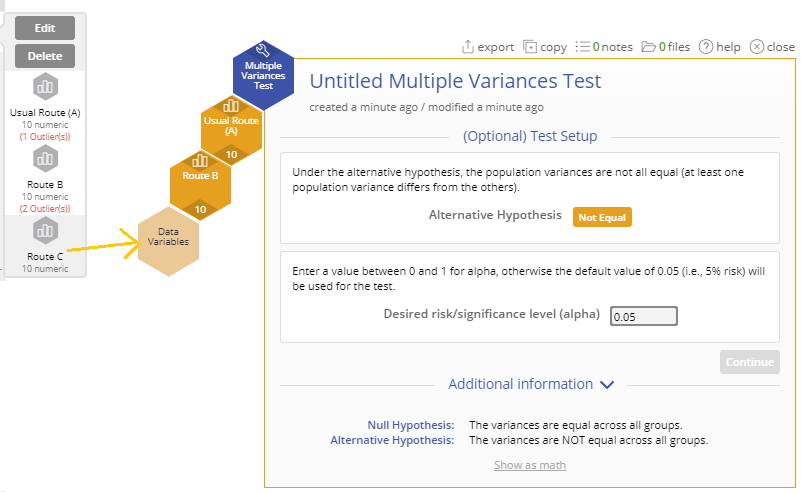 Edit
Delete
Usual Route (A)
10 numeric
(1 Outlier(s))
Route B
10 numeric
(2 Outlier(s))
Route C
10 numeric
Multiple
Variances
Test
Usual Route
(A)
10
Route B
10
Data
Variables
export copy 0 notes 0 files help close
Untitled Multiple Variances Test
created a minute ago / modified a minute ago
(Optional) Test Setup
Under the alternative hypothesis, the population variances are not all equal (at least one
population variance differs from the others).
Alternative Hypothesis Not Equal
Enter a value between 0 and 1 for alpha, otherwise the default value of 0.05 (i.e., 5% risk) will
be used for the test.
Desired risk/significance level (alpha) 0.05
Continue
Additional information
Null Hypothesis: The variances are equal across all groups.
Alternative Hypothesis: The variances are NOT equal across all groups.
Show as math